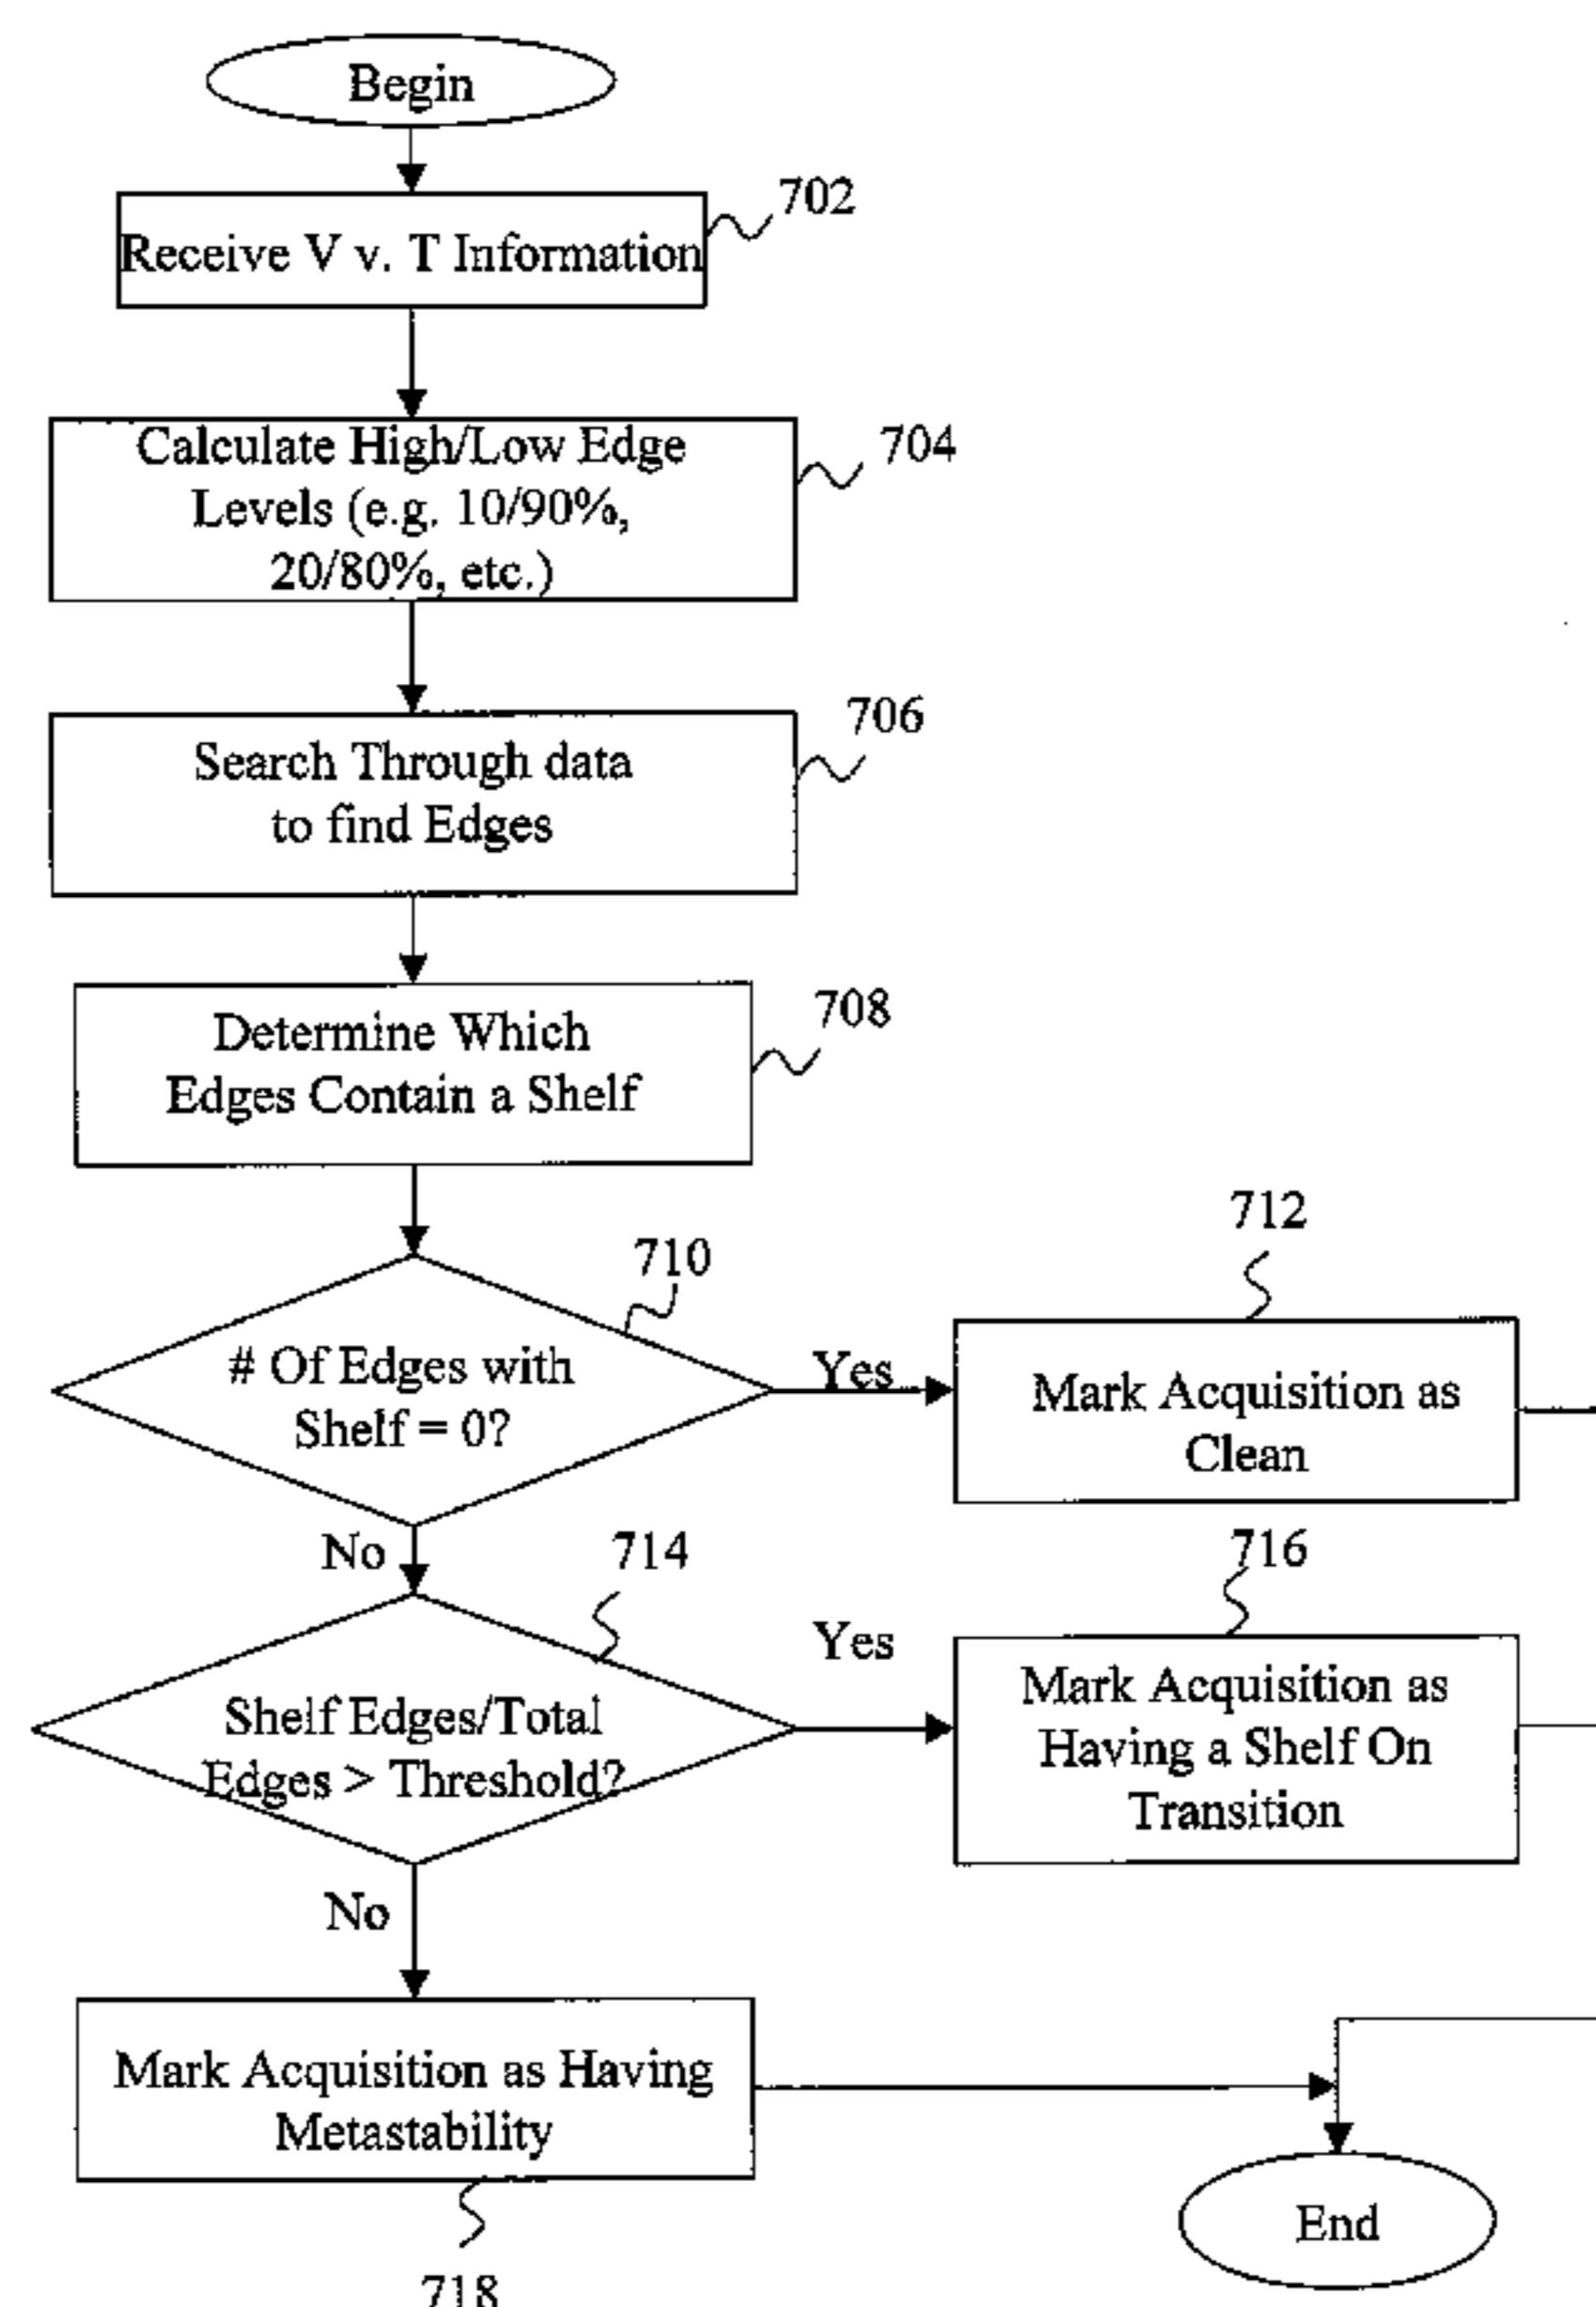 Begin
702
Receive V v. T Information
704
Calculate High/Low Edge
Levels (e.g. 10/90%,
20/80%, etc.)
706
Search Through data
to find Edges
708
Determine Which
Edges Contain a Shelf
710
# Of Edges with
Shelf = 0?
Yes
712
Mark Acquisition as
Clean
No
714
Shelf Edges/Total
Edges > Threshold?
Yes
716
Mark Acquisition as
Having a Shelf On
Transition
No
Mark Acquisition as Having
Metastability
718
End